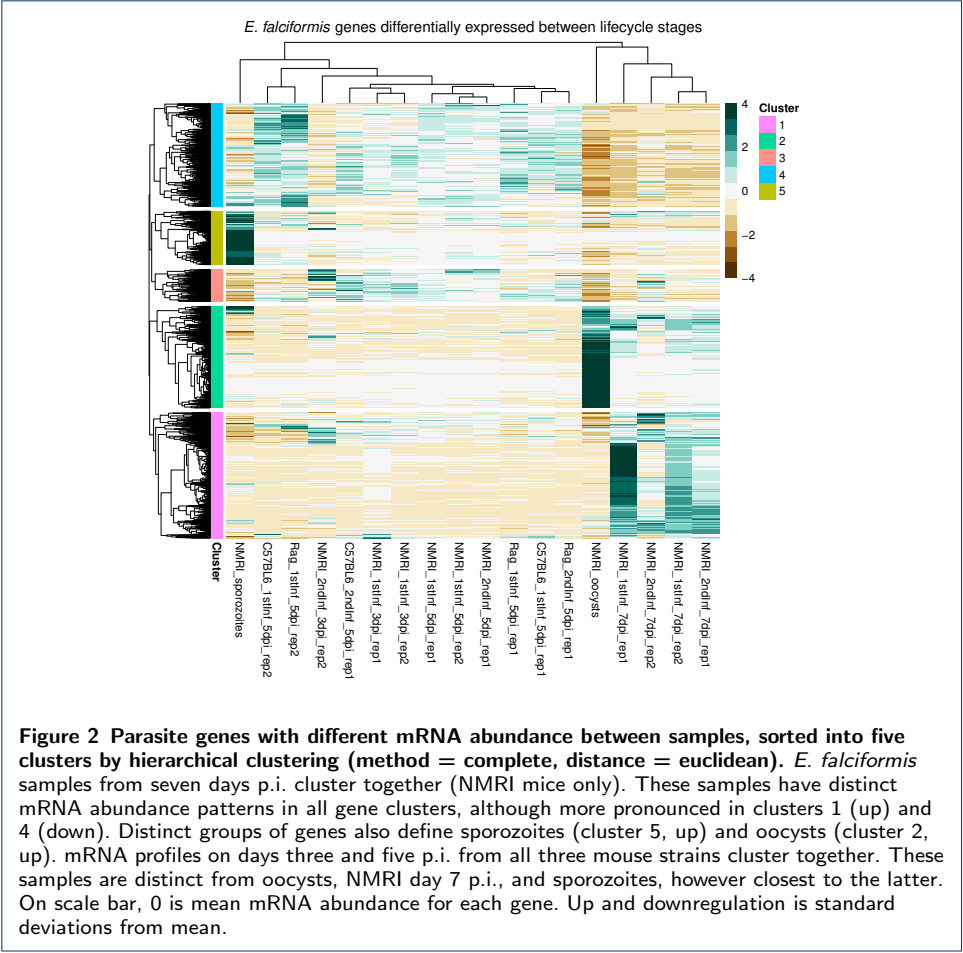 E. falciformis genes differentially expressed between lifecycle stages
4
2
0
−2
−4
Cluster
1
2
3
4
5
Cluster
NMRI_sporozoites
C57BL6_1stInf_5dpi_rep2
Rag_1stInf_5dpi_rep2
NMRI_2ndInf_3dpi_rep2
C57BL6_2ndInf_5dpi_rep1
NMRI_1stInf_3dpi_rep1
NMRI_1stInf_3dpi_rep2
NMRI_1stInf_5dpi_rep1
NMRI_1stInf_5dpi_rep2
NMRI_2ndInf_5dpi_rep1
Rag_1stInf_5dpi_rep1
C57BL6_1stInf_5dpi_rep1
Rag_2ndInf_5dpi_rep1
NMRI_oocysts
NMRI_1stInf_7dpi_rep1
NMRI_2ndInf_7dpi_rep2
NMRI_1stInf_7dpi_rep2
NMRI_2ndInf_7dpi_rep1
Figure 2 Parasite genes with different mRNA abundance between samples, sorted into five
clusters by hierarchical clustering (method = complete, distance = euclidean). E. falciformis
samples from seven days p.i. cluster together (NMRI mice only). These samples have distinct
mRNA abundance patterns in all gene clusters, although more pronounced in clusters 1 (up) and
4 (down). Distinct groups of genes also define sporozoites (cluster 5, up) and oocysts (cluster 2,
up). mRNA profiles on days three and five p.i. from all three mouse strains cluster together. These
samples are distinct from oocysts, NMRI day 7 p.i., and sporozoites, however closest to the latter.
On scale bar, 0 is mean mRNA abundance for each gene. Up and downregulation is standard
deviations from mean.